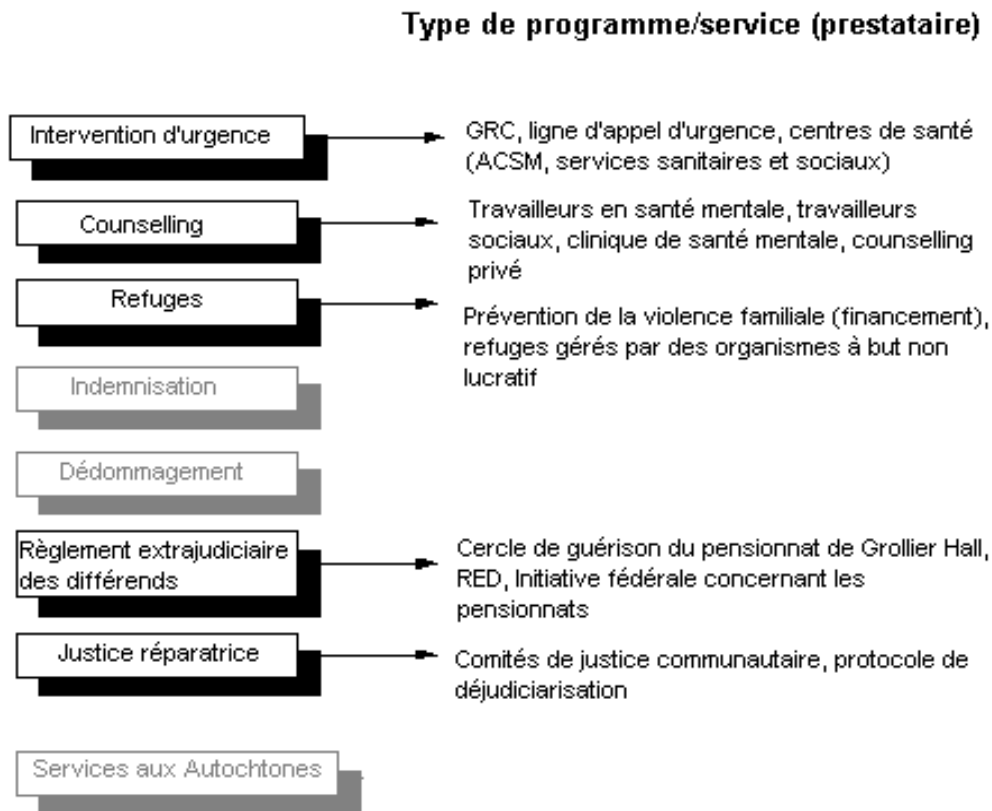 Type de programme/service (prestataire)
Intervention d'urgence
GRC, ligne d'appel d'urgence, centres de santé
(ACSM, services sanitaires et sociaux)
Counselling
Travailleurs en santé mentale, travailleurs
sociaux, clinique de santé mentale, counselling
privé
Refuges
Prévention de la violence familiale (financement),
refuges gérés par des organismes à but non
lucratif
Indemnisation
Dédommagement
Règlement extrajudiciaire
des différends
Cercle de guérison du pensionnat de Grollier Hall,
RED, Initiative fédérale concernant les
pensionnats
Justice réparatrice
Comités de justice communautaire, protocole de
déjudiciarisation
Services aux Autochtones